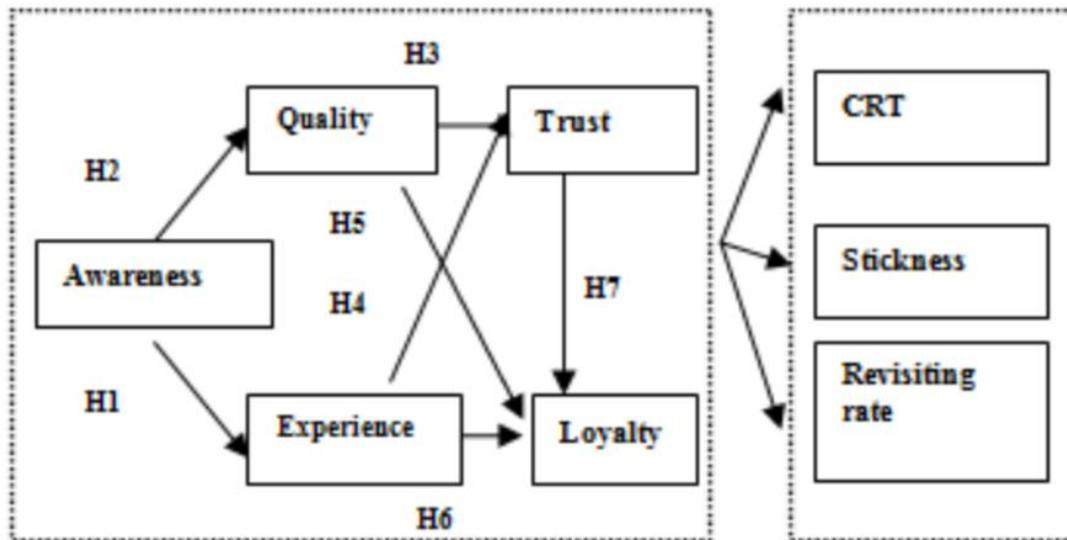 H3
Quality
Trust
CRT
H2
H5
Awareness
Stickness
H4
H7
H1
Experience
Loyalty
Revisiting
rate
H6